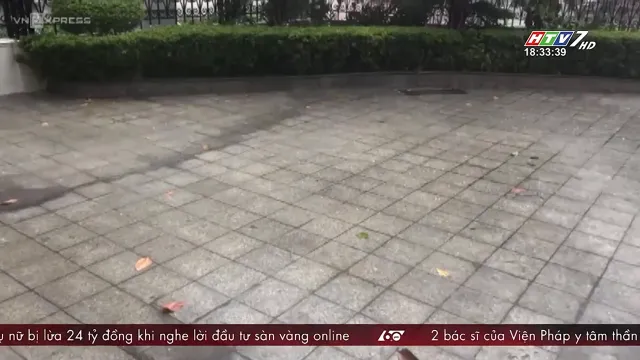 VNEXPRESS
HTV7 HD
18:33:39
ụ nữ bị lừa 24 tỷ đồng khi nghe lời đầu tư sàn vàng online 60 2 bác sĩ của Viện Pháp y tâm thần